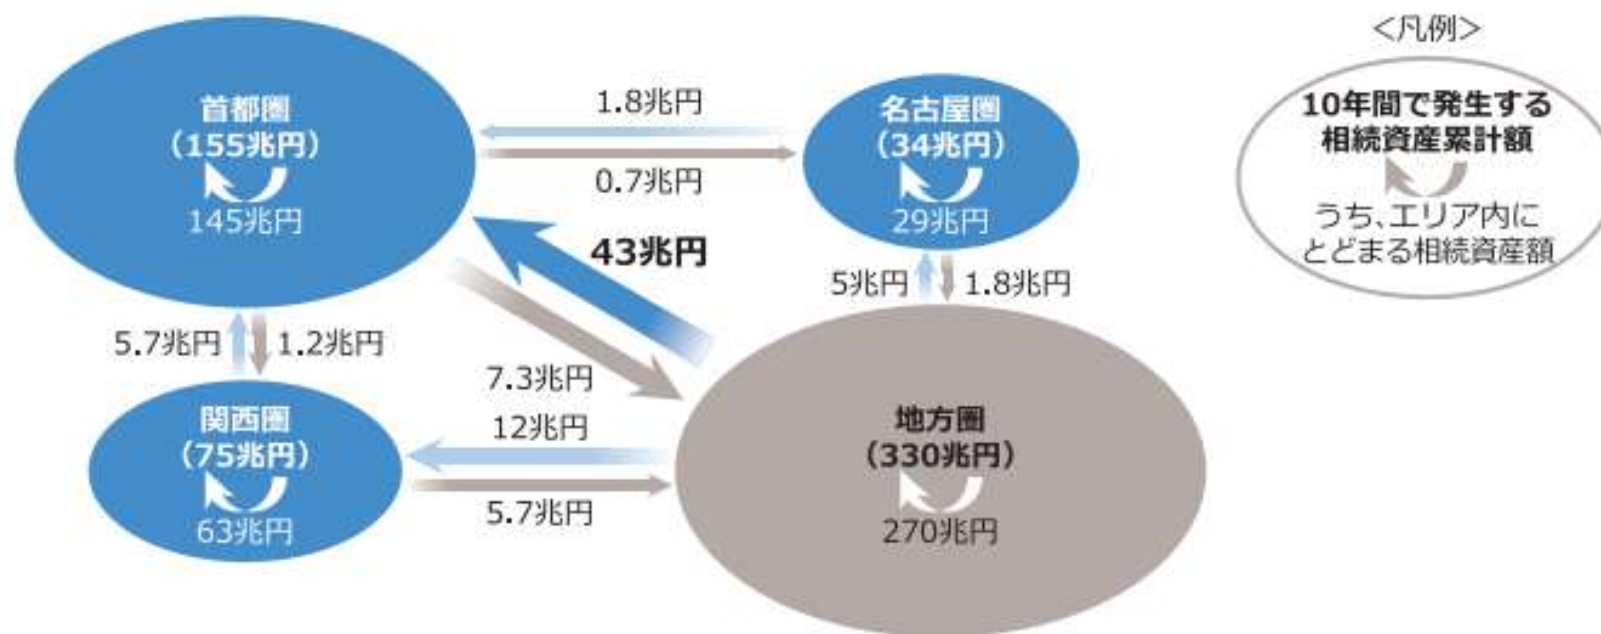 <凡例>
10年間で発生する
相続資産累計額
うち、エリア内に
とどまる相続資産額
首都圏
(155兆円)
145兆円
1.8兆円
0.7兆円
名古屋圏
(34兆円)
29兆円
43兆円
5兆円
1.8兆円
5.7兆円
1.2兆円
7.3兆円
12兆円
5.7兆円
関西圏
(75兆円)
63兆円
地方圏
(330兆円)
270兆円